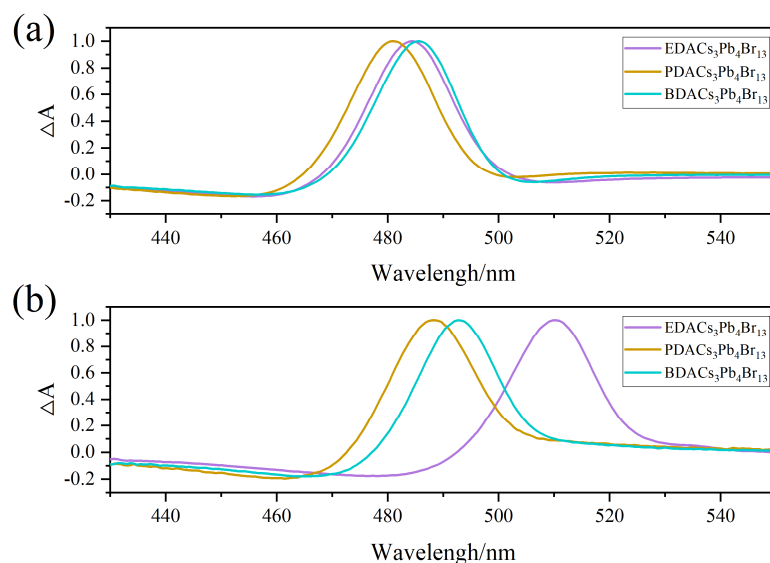 (a)
1.0
0.8
0.6
0.4
0.2
0.0
-0.2
△A
EDACs₃Pb₄Br₁₃
PDACs₃Pb₄Br₁₃
BDACs₃Pb₄Br₁₃
440 460 480 500 520 540
Wavelengh/nm
(b)
1.0
0.8
0.6
0.4
0.2
0.0
-0.2
△A
EDACs₃Pb₄Br₁₃
PDACs₃Pb₄Br₁₃
BDACs₃Pb₄Br₁₃
440 460 480 500 520 540
Wavelengh/nm